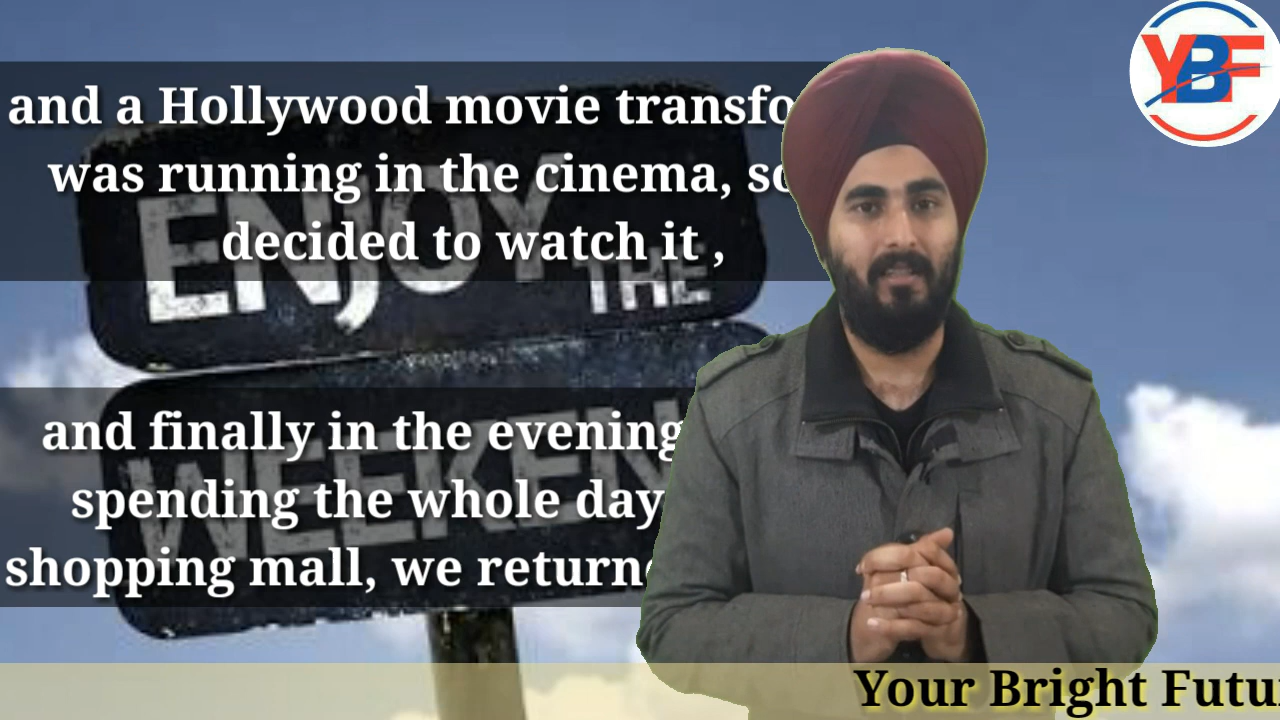 YBF
and a Hollywood movie transfo
was running in the cinema, so
decided to watch it ,
ENJOY
THE
and finally in the evening
spending the whole day
shopping mall, we returne
WEEKEN
Your Bright Futu